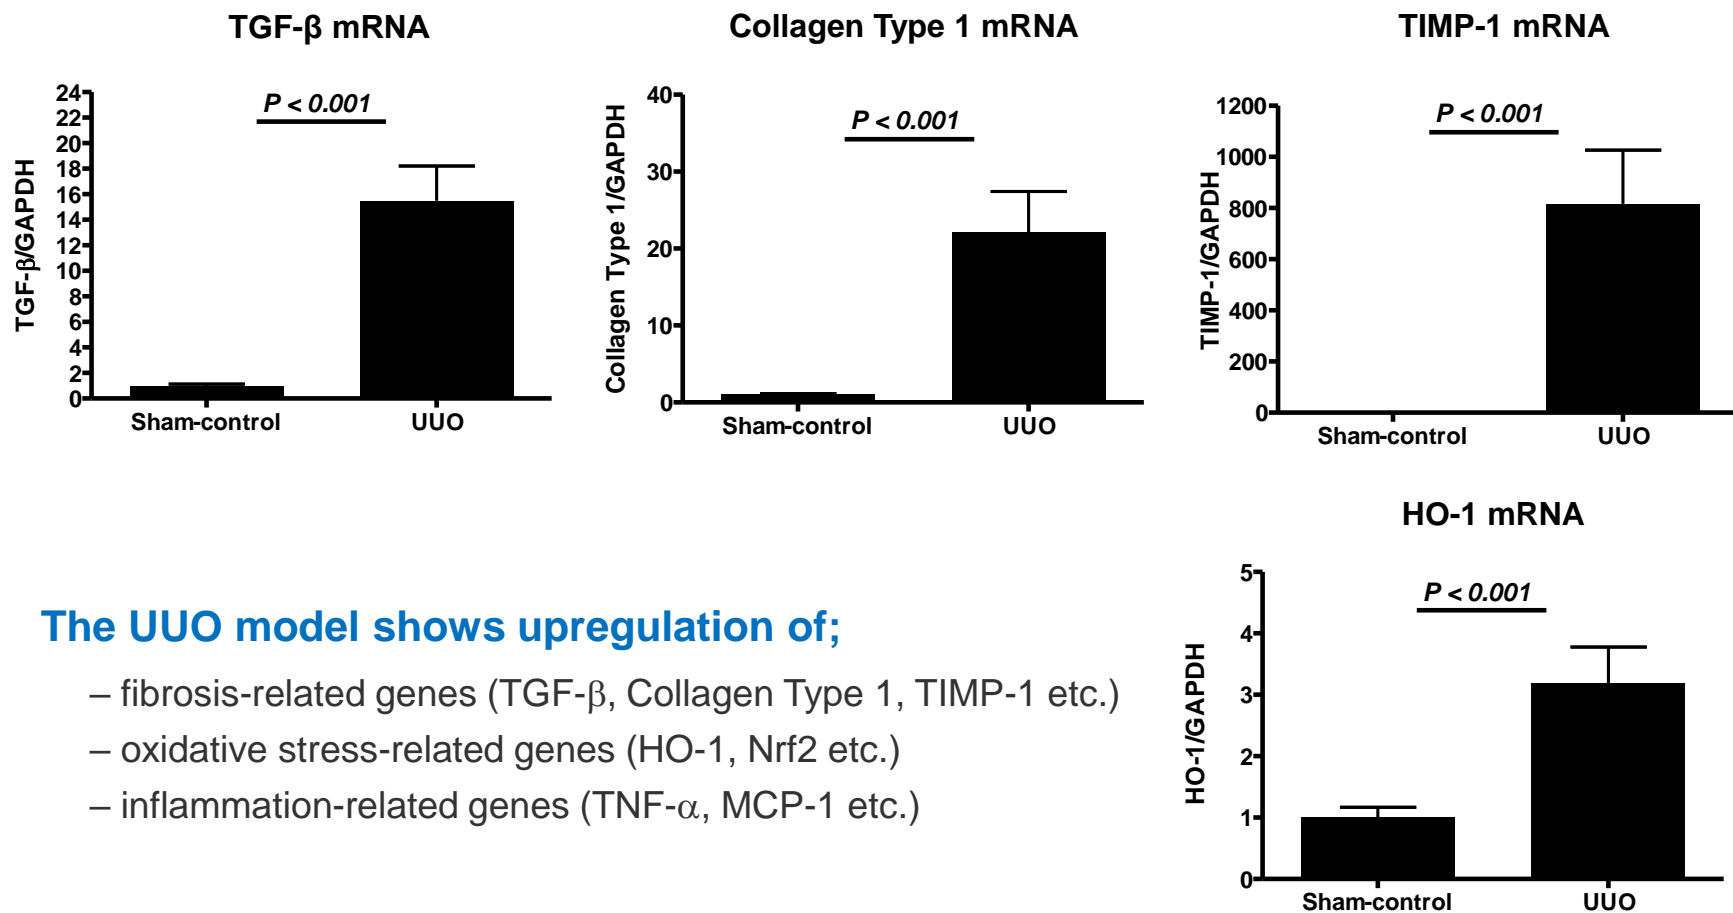 TGF-β mRNA
TGF-β/GAPDH
24
22
20
18
16
14
12
10
8
6
4
2
0
P < 0.001
Sham-control
UUO
Collagen Type 1 mRNA
Collagen Type 1/GAPDH
40
30
20
10
0
P < 0.001
Sham-control
UUO
TIMP-1 mRNA
TIMP-1/GAPDH
1200
1000
800
600
400
200
0
P < 0.001
Sham-control
UUO
The UUO model shows upregulation of;
– fibrosis-related genes (TGF-β, Collagen Type 1, TIMP-1 etc.)
– oxidative stress-related genes (HO-1, Nrf2 etc.)
– inflammation-related genes (TNF-α, MCP-1 etc.)
HO-1 mRNA
HO-1/GAPDH
5
4
3
2
1
0
P < 0.001
Sham-control
UUO